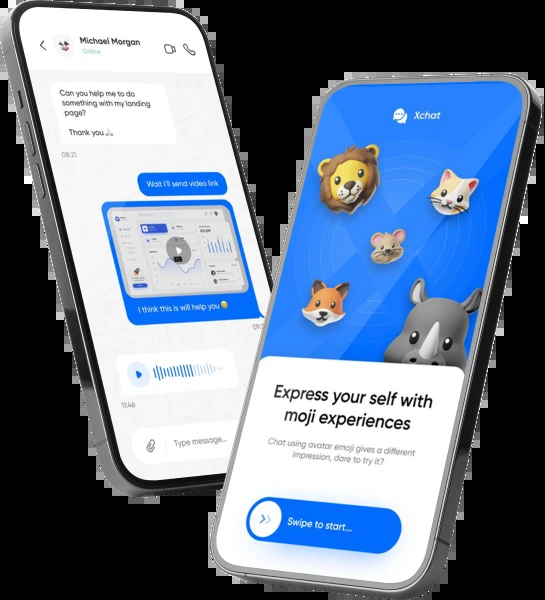 Michael Morgan
Online
Can you help me to do
something with my landing
page?
Thank you 🙏🏻
08:21
Wait i'll send video link
I think this is will help you 😊
11:46
Type message...
Xchat
Express your self with
moji experiences
Chat using avatar emoji gives a different
impression, dare to try it?
Swipe to start...